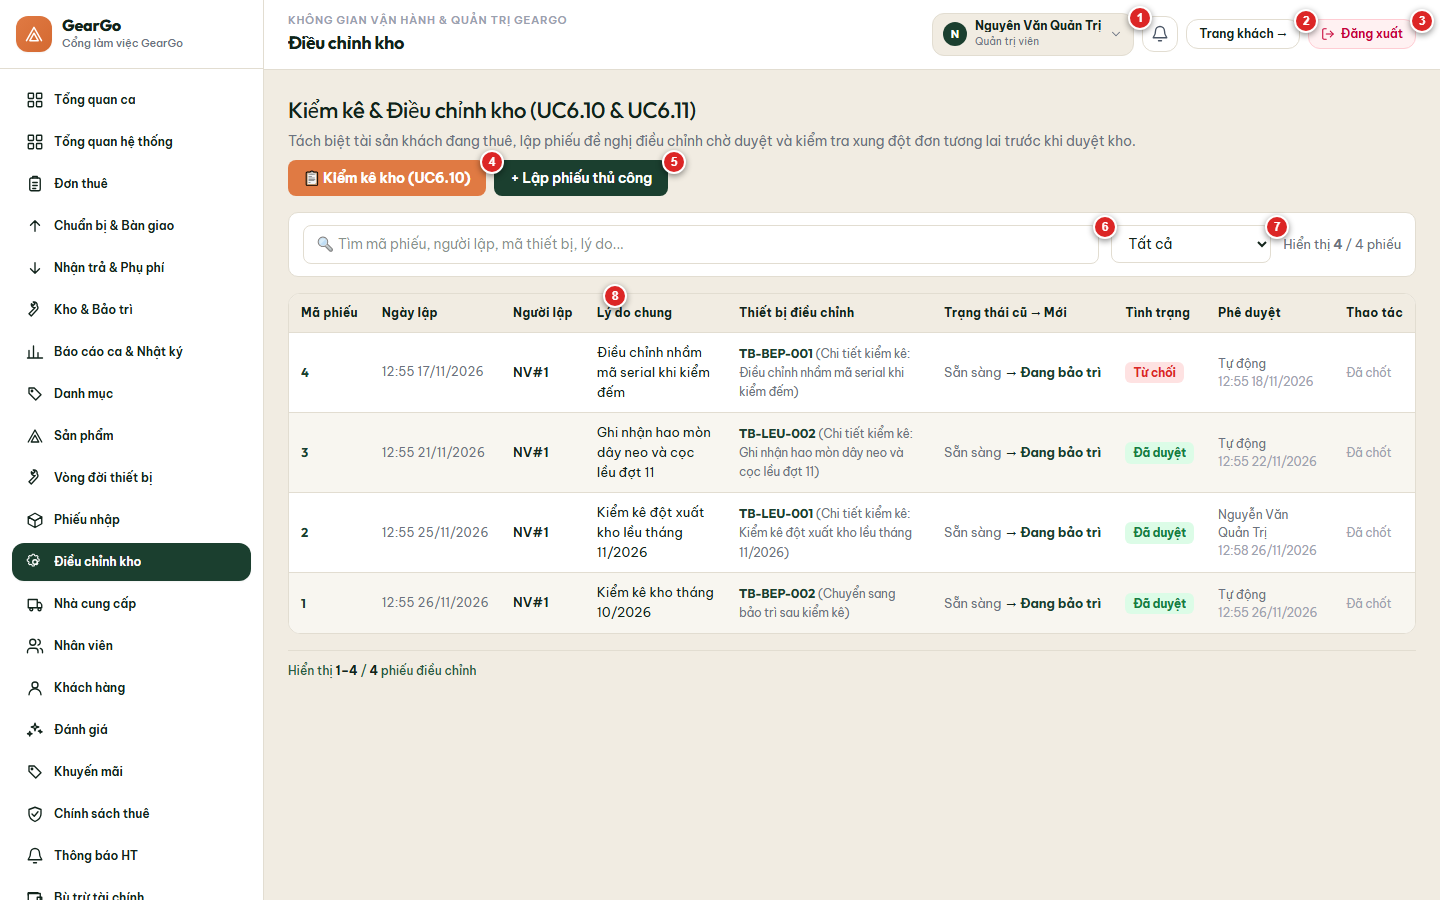 GearGo
Cổng làm việc GearGo
Tổng quan ca
Tổng quan hệ thống
Đơn thuê
Chuẩn bị & Bàn giao
Nhận trả & Phụ phí
Kho & Bảo trì
Báo cáo ca & Nhật ký
Danh mục
Sản phẩm
Vòng đời thiết bị
Phiếu nhập
Điều chỉnh kho
Nhà cung cấp
Nhân viên
Khách hàng
Đánh giá
Khuyến mãi
Chính sách thuê
Thông báo HT
Bù trừ tài chính
KHÔNG GIAN VẬN HÀNH & QUẢN TRỊ GEARGO
Điều chỉnh kho
N
Nguyễn Văn Quản Trị
Quản trị viên
1
Trang khách →
2
Đăng xuất
3
Kiểm kê & Điều chỉnh kho (UC6.10 & UC6.11)
Tách biệt tài sản khách đang thuê, lập phiếu đề nghị điều chỉnh chờ duyệt và kiểm tra xung đột đơn tương lai trước khi duyệt kho.
📋 Kiểm kê kho (UC6.10)
4
+ Lập phiếu thủ công
5
🔍 Tìm mã phiếu, người lập, mã thiết bị, lý do...
6
Tất cả
7
Hiển thị 4 / 4 phiếu
8
Mã phiếu Ngày lập Người lập Lý do chung Thiết bị điều chỉnh Trạng thái cũ → Mới Tình trạng Phê duyệt Thao tác
4
12:55 17/11/2026
NV#1
Điều chỉnh nhầm
mã serial khi kiểm
đếm
TB-BEP-001 (Chi tiết kiểm kê:
Điều chỉnh nhầm mã serial khi
kiểm đếm)
Sẵn sàng → Đang bảo trì
Từ chối
Tự động
12:55 18/11/2026
Đã chốt
3
12:55 21/11/2026
NV#1
Ghi nhận hao mòn
dây neo và cọc
lều đợt 11
TB-LEU-002 (Chi tiết kiểm kê:
Ghi nhận hao mòn dây neo và
cọc lều đợt 11)
Sẵn sàng → Đang bảo trì
Đã duyệt
Tự động
12:55 22/11/2026
Đã chốt
2
12:55 25/11/2026
NV#1
Kiểm kê đột xuất
kho lều tháng
11/2026
TB-LEU-001 (Chi tiết kiểm kê:
Kiểm kê đột xuất kho lều tháng
11/2026)
Sẵn sàng → Đang bảo trì
Đã duyệt
Nguyễn Văn
Quản Trị
12:58 26/11/2026
Đã chốt
1
12:55 26/11/2026
NV#1
Kiểm kê kho tháng
10/2026
TB-BEP-002 (Chuyển sang
bảo trì sau kiểm kê)
Sẵn sàng → Đang bảo trì
Đã duyệt
Tự động
12:55 26/11/2026
Đã chốt
Hiển thị 1–4 / 4 phiếu điều chỉnh